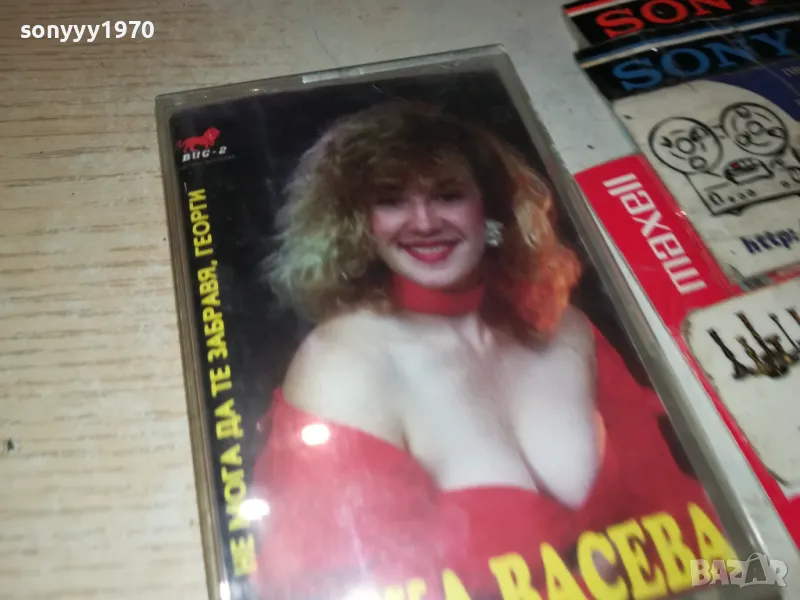 sonyyy1970
SONY
SONY
ВИС-2
НЕ МОГА ДА ТЕ ЗАБРАВЯ, ГЕОРГИ
maxell
http:
ВАСЕВА
BAZAR